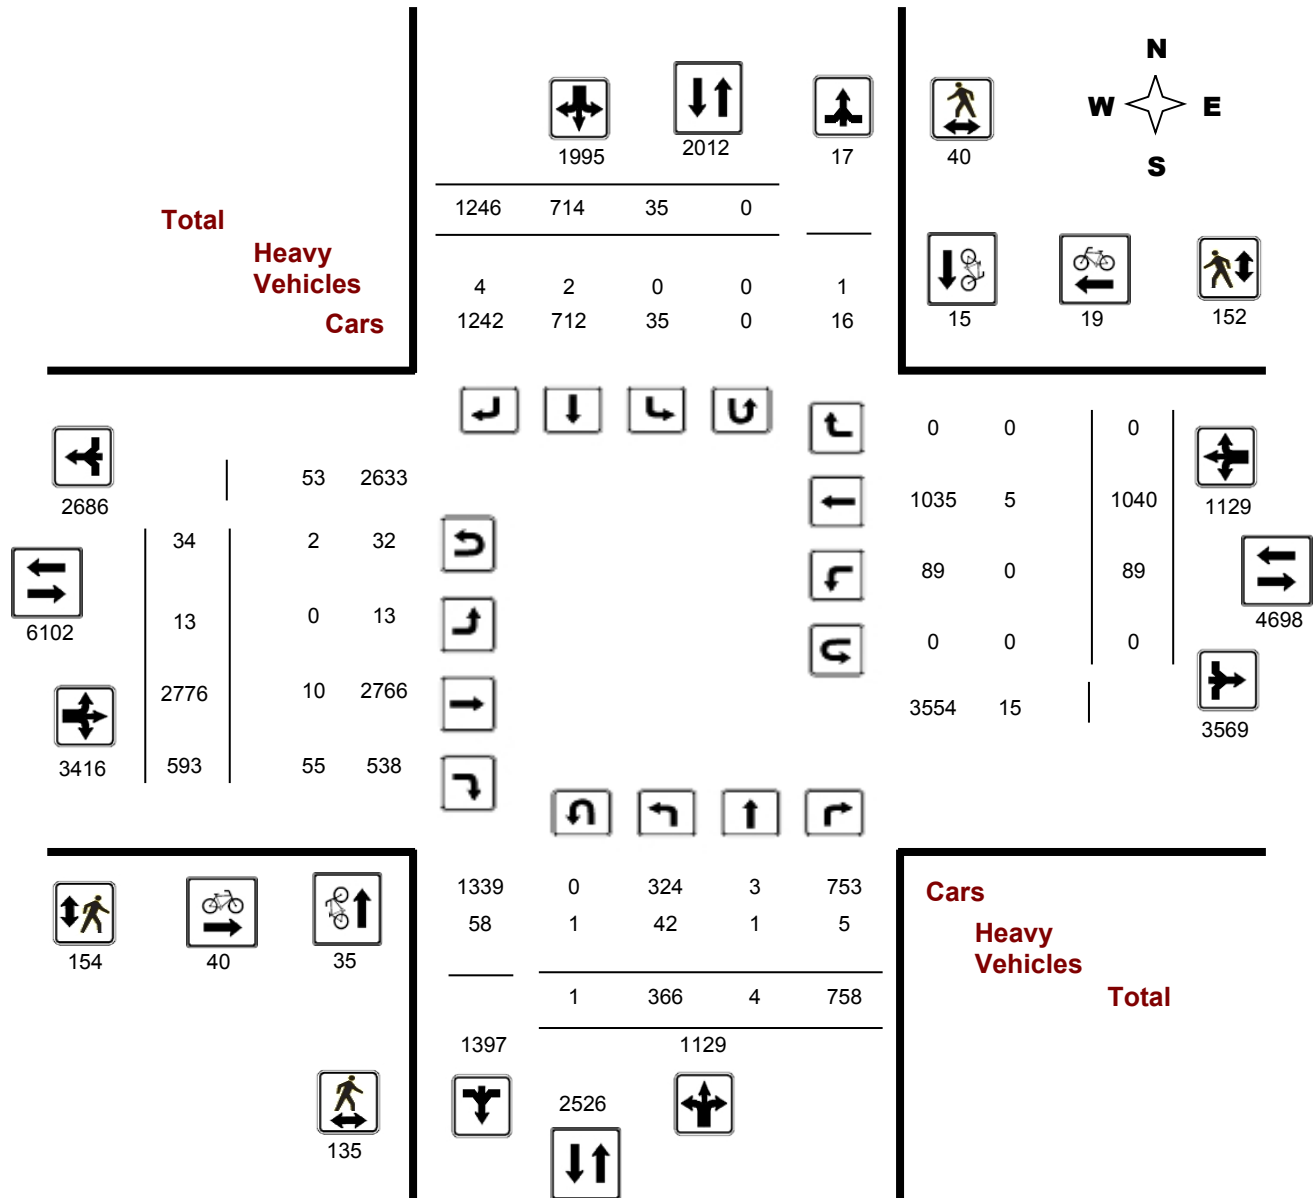 N
W E
S
1995 2012 17 40
1246 714 35 0
Total
Heavy
Vehicles
4 2 0 0 1
Cars
1242 712 35 0 16
15 19 152
0 0 0
53 2633
2686
1035 5 1040
1129
34 2 32
89 0 89
6102
13 0 13
4698
0 0 0
2776 10 2766
3554 15
3569
3416 593 55 538
1339 0 324 3 753
Cars
58 1 42 1 5
Heavy
Vehicles
154 40 35
1 366 4 758
Total
1397 1129
2526
135